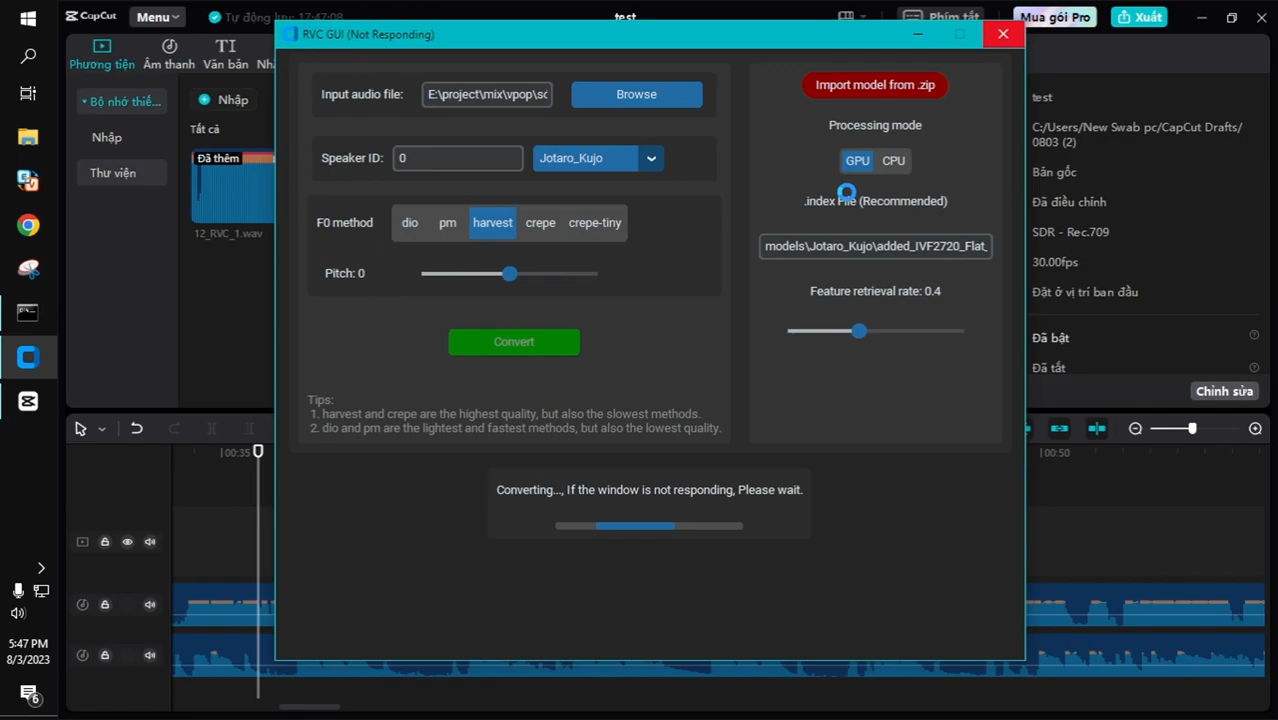 CapCut
Menu
Tự động lưu: 17:47:08
test
Phím tắt
Mua gói Pro
Xuất
RVC GUI (Not Responding)
Phương tiện
Âm thanh
Văn bản
Bộ nhớ thiế...
Nhập
Thư viện
Nhập
Tất cả
Đã thêm
12_RVC_1.wav
Input audio file:
E:\project\mix\vpop\sc
Browse
Speaker ID:
0
Jotaro_Kujo
F0 method
dio
pm
harvest
crepe
crepe-tiny
Pitch: 0
Convert
Tips:
1. harvest and crepe are the highest quality, but also the slowest methods.
2. dio and pm are the lightest and fastest methods, but also the lowest quality.
Import model from .zip
Processing mode
GPU
CPU
.index File (Recommended)
models\Jotaro_Kujo\added_IVF2720_Flat_
Feature retrieval rate: 0.4
Converting..., If the window is not responding, Please wait.
test
C:/Users/New Swab pc/CapCut Drafts/
0803 (2)
Bản gốc
Đã điều chỉnh
SDR - Rec.709
30.00fps
Đặt ở vị trí ban đầu
Đã bật
Đã tắt
Chỉnh sửa
00:35
00:50
5:47 PM
8/3/2023
6